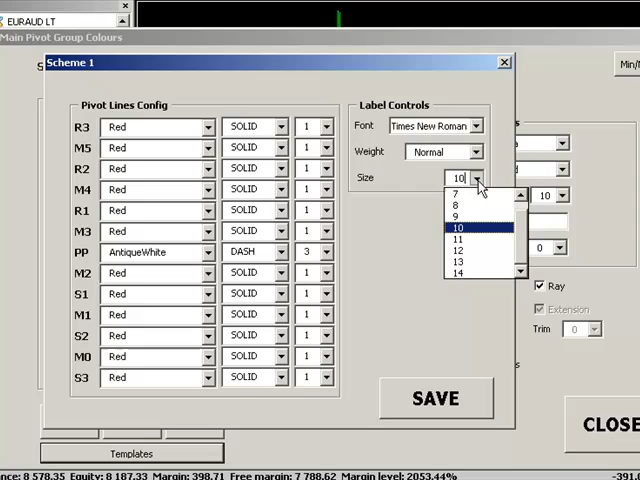 EURAUD LT
Main Pivot Group Colours
Scheme 1
Min/
Pivot Lines Config
Label Controls
R3 Red SOLID 1
Font Times New Roman
M5 Red SOLID 1
Weight Normal
R2 Red SOLID 1
Size 10
M4 Red SOLID 1
7
10
8
R1 Red SOLID 1
9
M3 Red SOLID 1
10
11
PP AntiqueWhite DASH 3
0
12
M2 Red SOLID 1
13
14
S1 Red SOLID 1
Ray
M1 Red SOLID 1
Extension
S2 Red SOLID 1
Trim 0
M0 Red SOLID 1
S3 Red SOLID 1
SAVE
CLOSE
Templates
nce: 8 578.35 Equity: 8 187.33 Margin: 398.71 Free margin: 7 788.62 Margin level: 2053.44%
-391.0